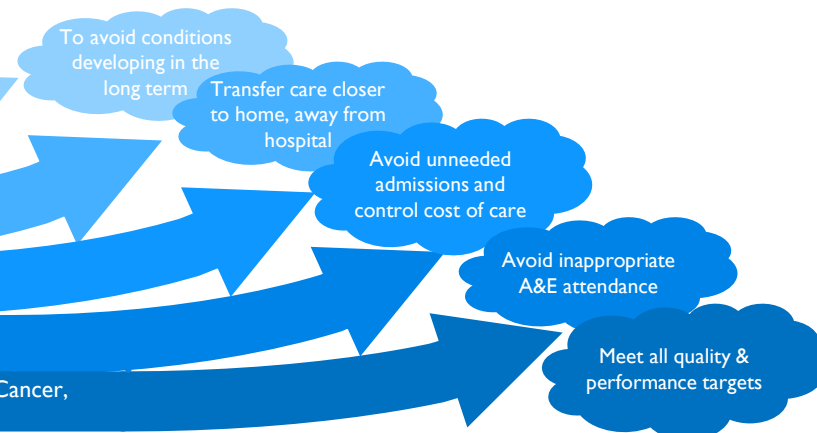 To avoid conditions
developing in the
long term
Transfer care closer
to home, away from
hospital
Avoid unneeded
admissions and
control cost of care
Avoid inappropriate
A&E attendance
Meet all quality &
performance targets
Cancer,